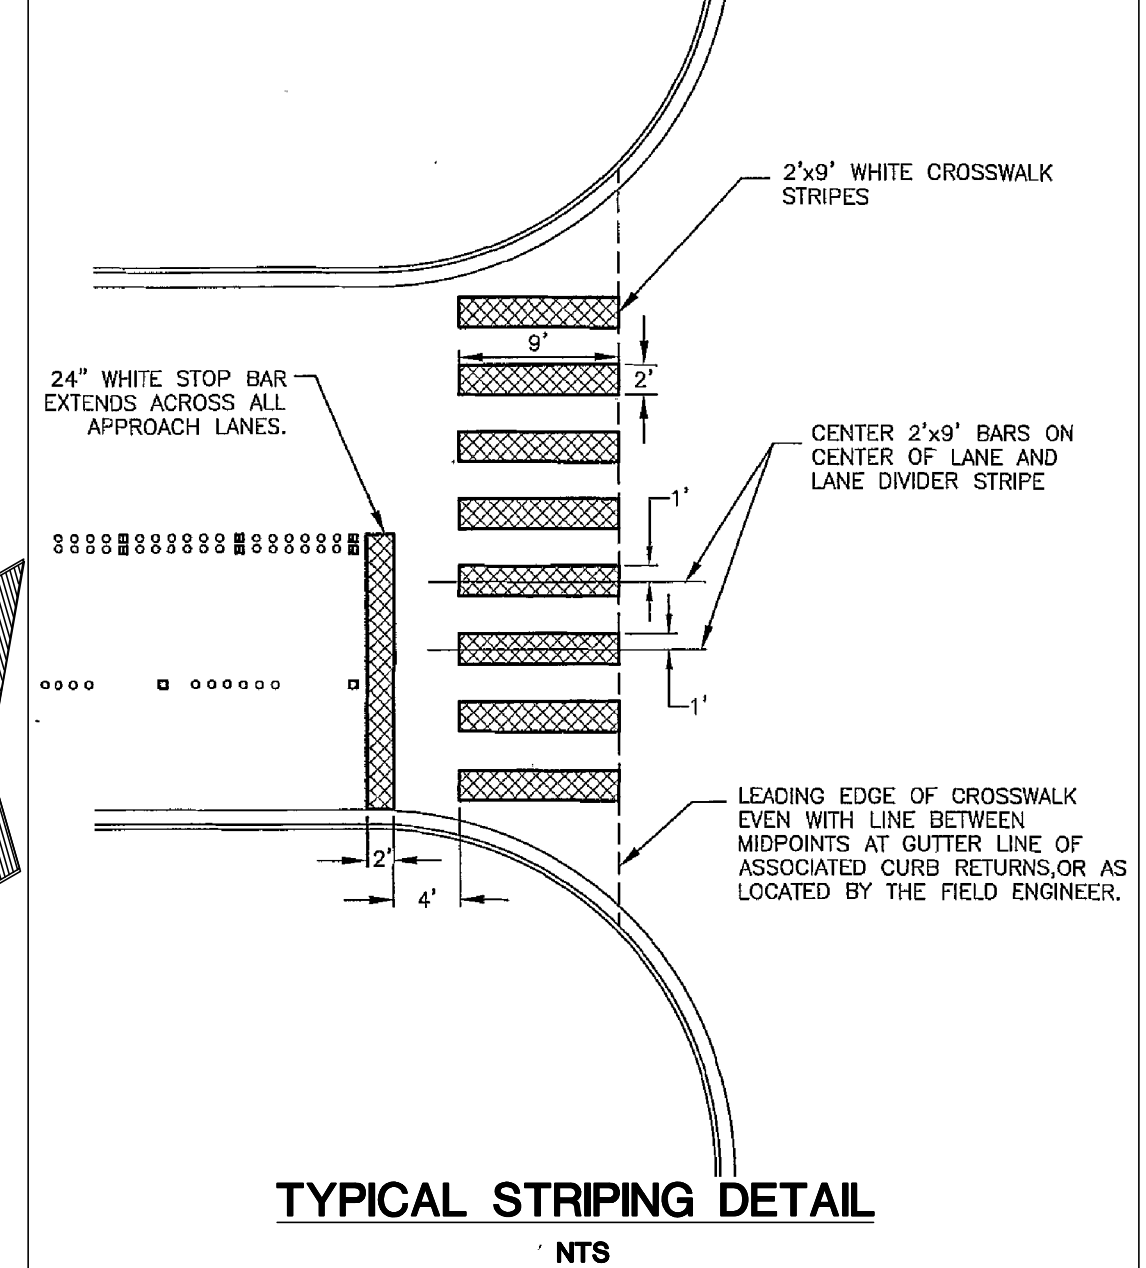 2'x9' WHITE CROSSWALK
STRIPES
9'
2'
24" WHITE STOP BAR
EXTENDS ACROSS ALL
APPROACH LANES.
CENTER 2'x9' BARS ON
CENTER OF LANE AND
LANE DIVIDER STRIPE
1'
1'
LEADING EDGE OF CROSSWALK
EVEN WITH LINE BETWEEN
MIDPOINTS AT GUTTER LINE OF
ASSOCIATED CURB RETURNS,OR AS
LOCATED BY THE FIELD ENGINEER.
2'
4'
TYPICAL STRIPING DETAIL
NTS